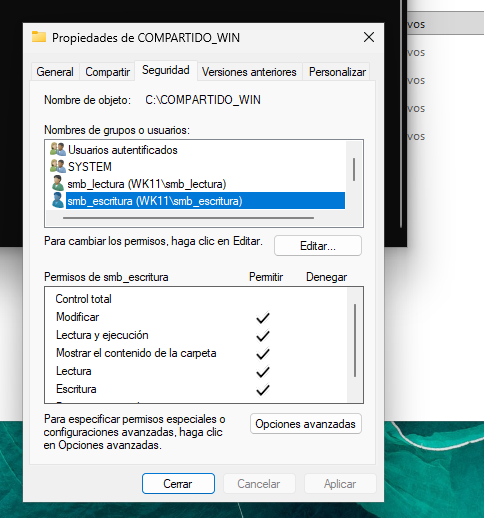 Propiedades de COMPARTIDO_WIN
General Compartir Seguridad Versiones anteriores Personalizar
Nombre de objeto: C:\COMPARTIDO_WIN
Nombres de grupos o usuarios:
Usuarios autentificados
SYSTEM
smb_lectura (WK11\smb_lectura)
smb_escritura (WK11\smb_escritura)
Para cambiar los permisos, haga clic en Editar.
Editar...
Permisos de smb_escritura Permitir Denegar
Control total
Modificar
Lectura y ejecución
Mostrar el contenido de la carpeta
Lectura
Escritura
Para especificar permisos especiales o
configuraciones avanzadas, haga clic
en Opciones avanzadas.
Opciones avanzadas
Cerrar Cancelar Aplicar
vos
vos
vos
vos
vos